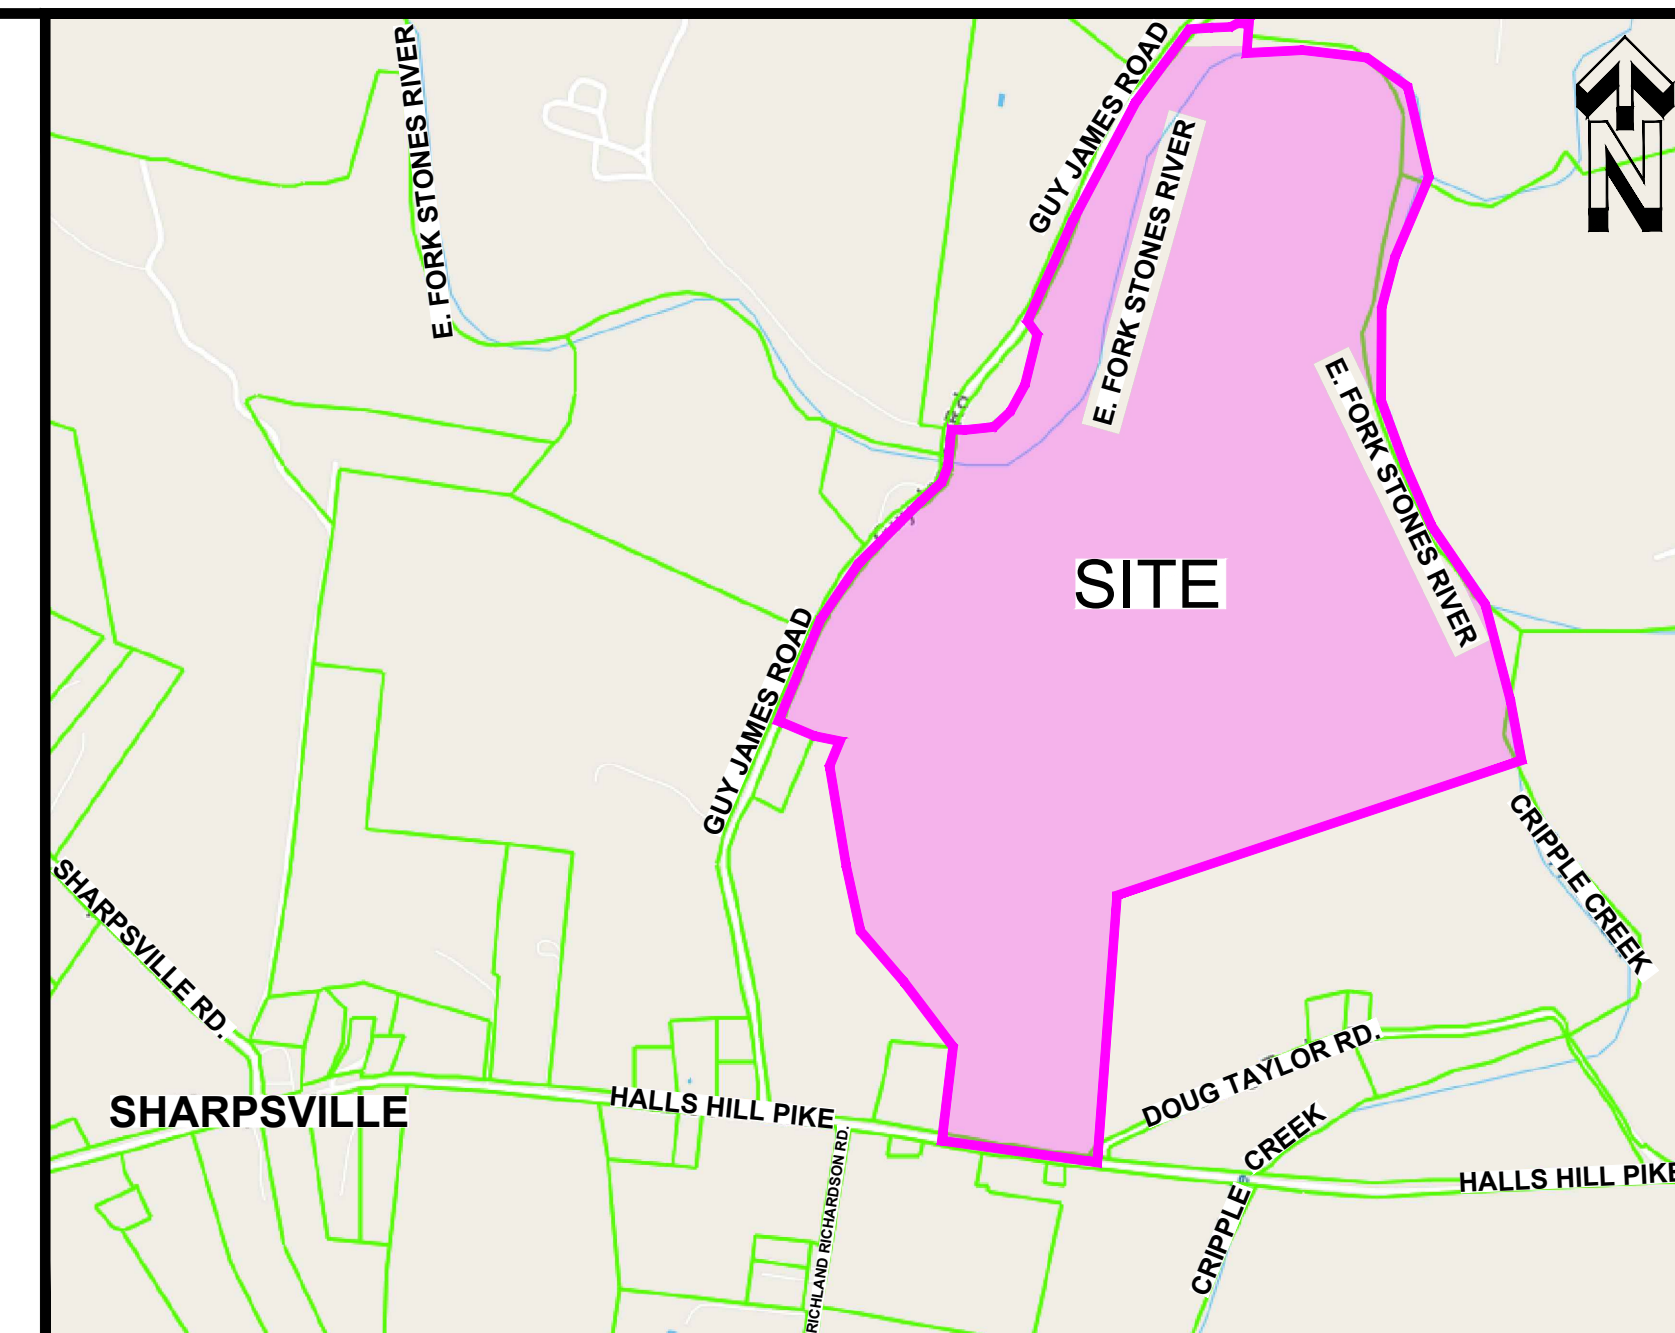 E. FORK STONES RIVER
GUY JAMES ROAD
N
E. FORK STONES RIVER
Rd
E. FORK STONES RIVER
SITE
GUY JAMES ROAD
CRIPPLE CREEK
SHARPSVILLE RD.
DOUG TAYLOR RD.
HALLS HILL PIKE
SHARPSVILLE
CRIPPLE CREEK
HALLS HILL PIKE
RICHLAND RICHARDSON RD.